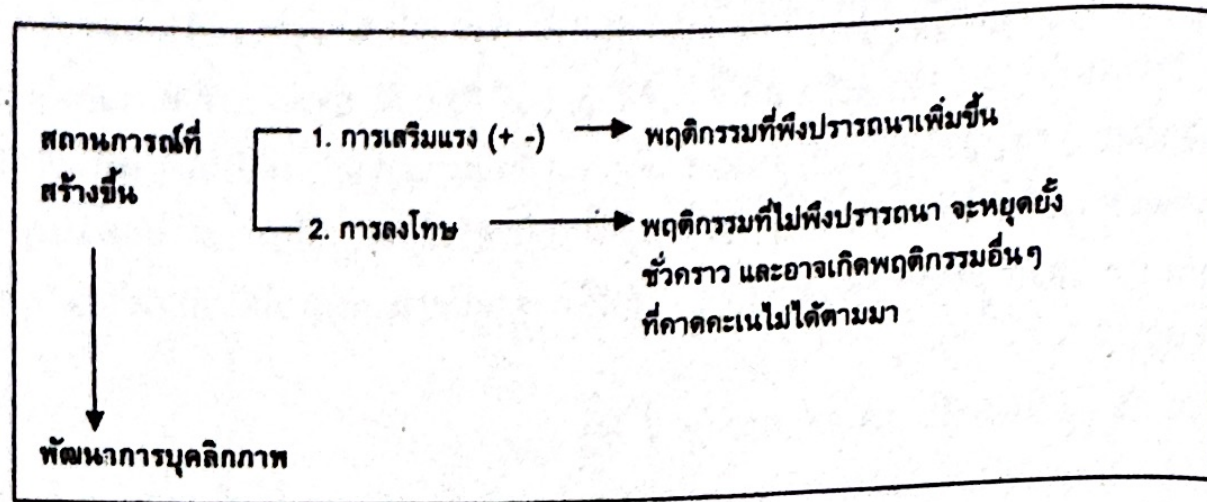 สถานการณ์ที่
สร้างขึ้น
1. การเสริมแรง (+ -)
พฤติกรรมที่พึงปรารถนาเพิ่มขึ้น
2. การลงโทษ
พฤติกรรมที่ไม่พึงปรารถนา จะหยุดยั้ง
ชั่วคราว และอาจเกิดพฤติกรรมอื่นๆ
ที่คาดคะเนไม่ได้ตามมา
พัฒนาการบุคลิกภาพ